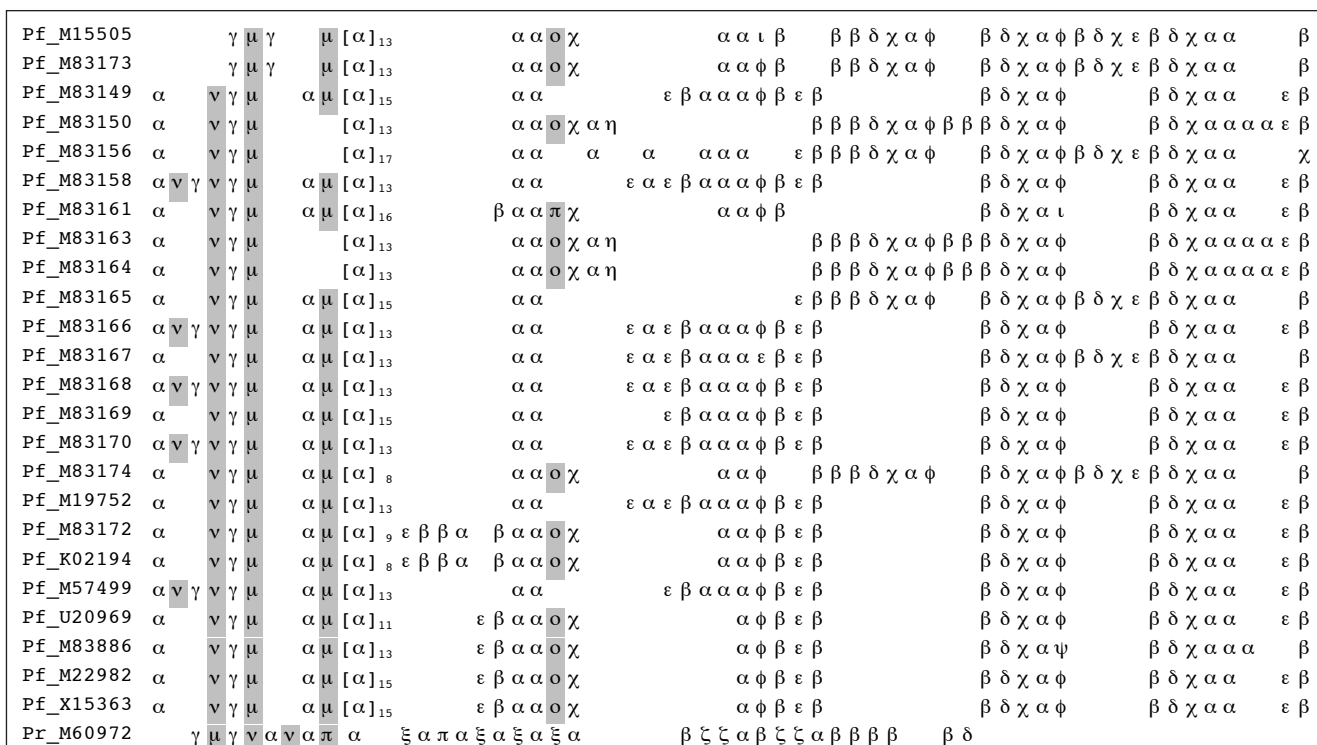 Pf_M15505 γ μ γ μ [α]₁₃ α α ο χ α α ι β β β δ χ α φ β δ χ α φ β δ χ ε β δ χ α α β
Pf_M83173 γ μ γ μ [α]₁₃ α α ο χ α α φ β β β δ χ α φ β δ χ α φ β δ χ ε β δ χ α α β
Pf_M83149 α ν γ μ α μ [α]₁₅ α α ε β α α α φ β ε β β δ χ α φ β δ χ α α ε β
Pf_M83150 α ν γ μ [α]₁₃ α α ο χ α η β β β δ χ α φ β β β δ χ α φ β δ χ α α α α ε β
Pf_M83156 α ν γ μ [α]₁₇ α α α α α α α ε β β β δ χ α φ β δ χ α φ β δ χ ε β δ χ α α χ
Pf_M83158 α ν γ ν γ μ α μ [α]₁₃ α α ε α ε β α α α φ β ε β β δ χ α φ β δ χ α α ε β
Pf_M83161 α ν γ μ α μ [α]₁₆ β α α π χ α α φ β β δ χ α ι β δ χ α α ε β
Pf_M83163 α ν γ μ [α]₁₃ α α ο χ α η β β β δ χ α φ β β β δ χ α φ β δ χ α α α α ε β
Pf_M83164 α ν γ μ [α]₁₃ α α ο χ α η β β β δ χ α φ β β β δ χ α φ β δ χ α α α α ε β
Pf_M83165 α ν γ μ α μ [α]₁₅ α α ε β β β δ χ α φ β δ χ α φ β δ χ ε β δ χ α α β
Pf_M83166 α ν γ ν γ μ α μ [α]₁₃ α α ε α ε β α α α φ β ε β β δ χ α φ β δ χ α α ε β
Pf_M83167 α ν γ μ α μ [α]₁₃ α α ε α ε β α α α ε β ε β β δ χ α φ β δ χ ε β δ χ α α β
Pf_M83168 α ν γ ν γ μ α μ [α]₁₃ α α ε α ε β α α α φ β ε β β δ χ α φ β δ χ α α ε β
Pf_M83169 α ν γ μ α μ [α]₁₅ α α ε β α α α φ β ε β β δ χ α φ β δ χ α α ε β
Pf_M83170 α ν γ ν γ μ α μ [α]₁₃ α α ε α ε β α α α φ β ε β β δ χ α φ β δ χ α α ε β
Pf_M83174 α ν γ μ α μ [α]₈ α α ο χ α α φ β β β δ χ α φ β δ χ α φ β δ χ ε β δ χ α α β
Pf_M19752 α ν γ μ α μ [α]₁₃ α α ε α ε β α α α φ β ε β β δ χ α φ β δ χ α α ε β
Pf_M83172 α ν γ μ α μ [α]₉ ε β β α β α α ο χ α α φ β ε β β δ χ α φ β δ χ α α ε β
Pf_K02194 α ν γ μ α μ [α]₈ ε β β α β α α ο χ α α φ β ε β β δ χ α φ β δ χ α α ε β
Pf_M57499 α ν γ ν γ μ α μ [α]₁₃ α α ε β α α α φ β ε β β δ χ α φ β δ χ α α ε β
Pf_U20969 α ν γ μ α μ [α]₁₁ ε β α α ο χ α φ β ε β β δ χ α φ β δ χ α α ε β
Pf_M83886 α ν γ μ α μ [α]₁₃ ε β α α ο χ α φ β ε β β δ χ α ψ β δ χ α α α β
Pf_M22982 α ν γ μ α μ [α]₁₅ ε β α α ο χ α φ β ε β β δ χ α φ β δ χ α α ε β
Pf_X15363 α ν γ μ α μ [α]₁₅ ε β α α ο χ α φ β ε β β δ χ α φ β δ χ α α ε β
Pr_M60972 γ μ γ ν α ν α π α ξ α π α ξ α ξ α ξ α β ζ ζ α β ζ ζ α β β β β β δ